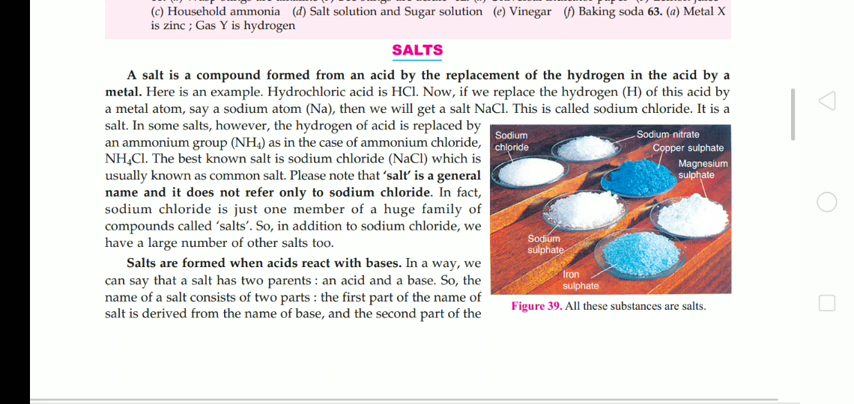 (c) Household ammonia (d) Salt solution and Sugar solution (e) Vinegar (f) Baking soda 63. (a) Metal X
is zinc ; Gas Y is hydrogen
SALTS
A salt is a compound formed from an acid by the replacement of the hydrogen in the acid by a
metal. Here is an example. Hydrochloric acid is HCl. Now, if we replace the hydrogen (H) of this acid by
a metal atom, say a sodium atom (Na), then we will get a salt NaCl. This is called sodium chloride. It is a
salt. In some salts, however, the hydrogen of acid is replaced by
an ammonium group (NH₄) as in the case of ammonium chloride,
NH₄Cl. The best known salt is sodium chloride (NaCl) which is
usually known as common salt. Please note that ‘salt’ is a general
name and it does not refer only to sodium chloride. In fact,
sodium chloride is just one member of a huge family of
compounds called ‘salts’. So, in addition to sodium chloride, we
have a large number of other salts too.
Salts are formed when acids react with bases. In a way, we
can say that a salt has two parents : an acid and a base. So, the
name of a salt consists of two parts : the first part of the name of
salt is derived from the name of base, and the second part of the
Sodium
chloride
Sodium nitrate
Copper sulphate
Magnesium
sulphate
Sodium
sulphate
Iron
sulphate
Figure 39. All these substances are salts.